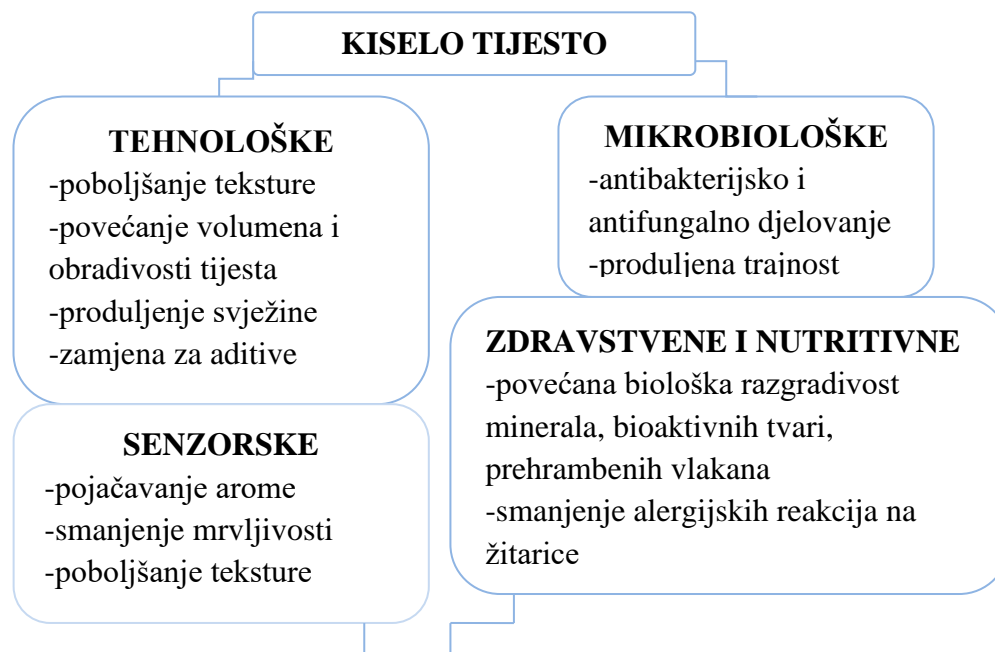 KISELO TIJESTO
TEHNOLOŠKE
-poboljšanje teksture
-povećanje volumena i
obradivosti tijesta
-produljenje svježine
-zamjena za aditive
MIKROBIOLOŠKE
-antibakterijsko i
antifungalno djelovanje
-produljena trajnost
SENZORSKE
-pojačavanje arome
-smanjenje mrvljivosti
-poboljšanje teksture
ZDRAVSTVENE I NUTRITIVNE
-povećana biološka razgradivost
minerala, bioaktivnih tvari,
prehrambenih vlakana
-smanjenje alergijskih reakcija na
žitarice